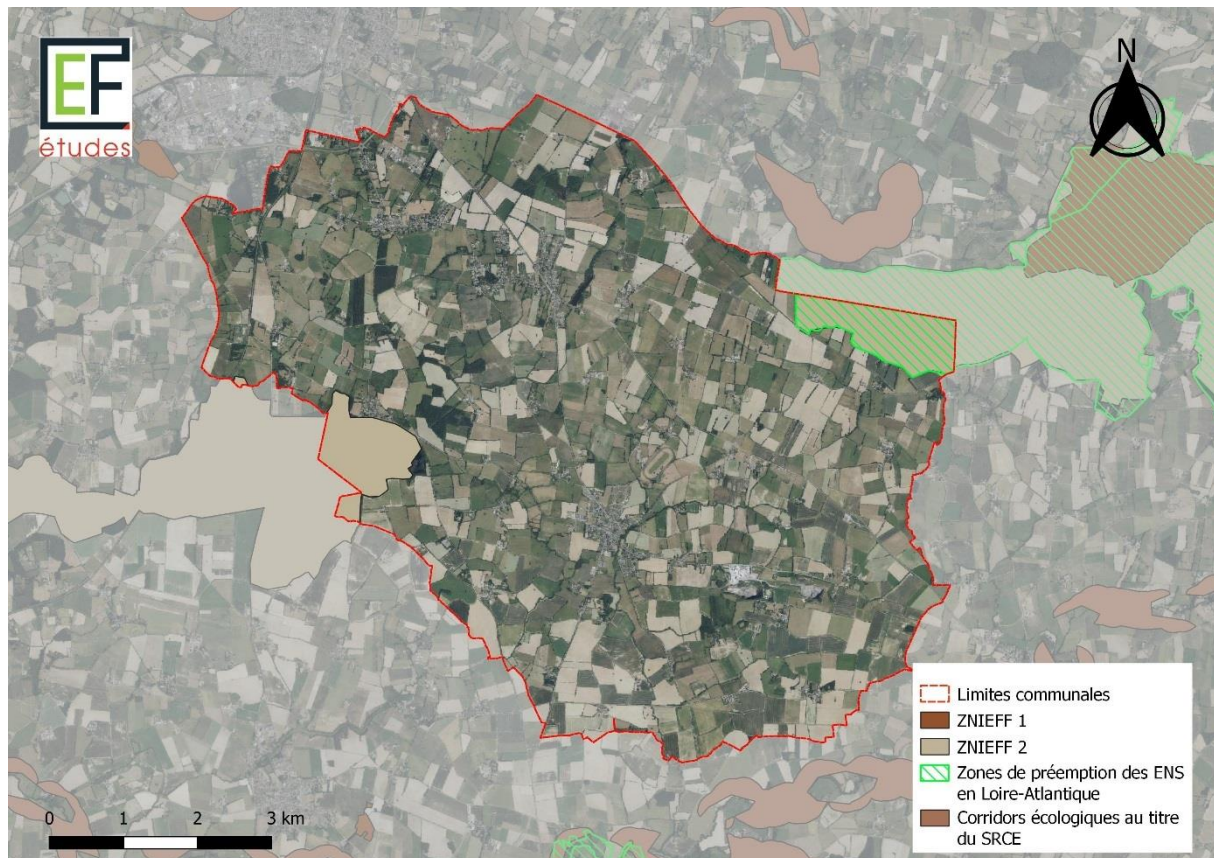 EF
études
N
Limites communales
ZNIEFF 1
ZNIEFF 2
Zones de préemption des ENS
en Loire-Atlantique
Corridors écologiques au titre
du SRCE
0 1 2 3 km